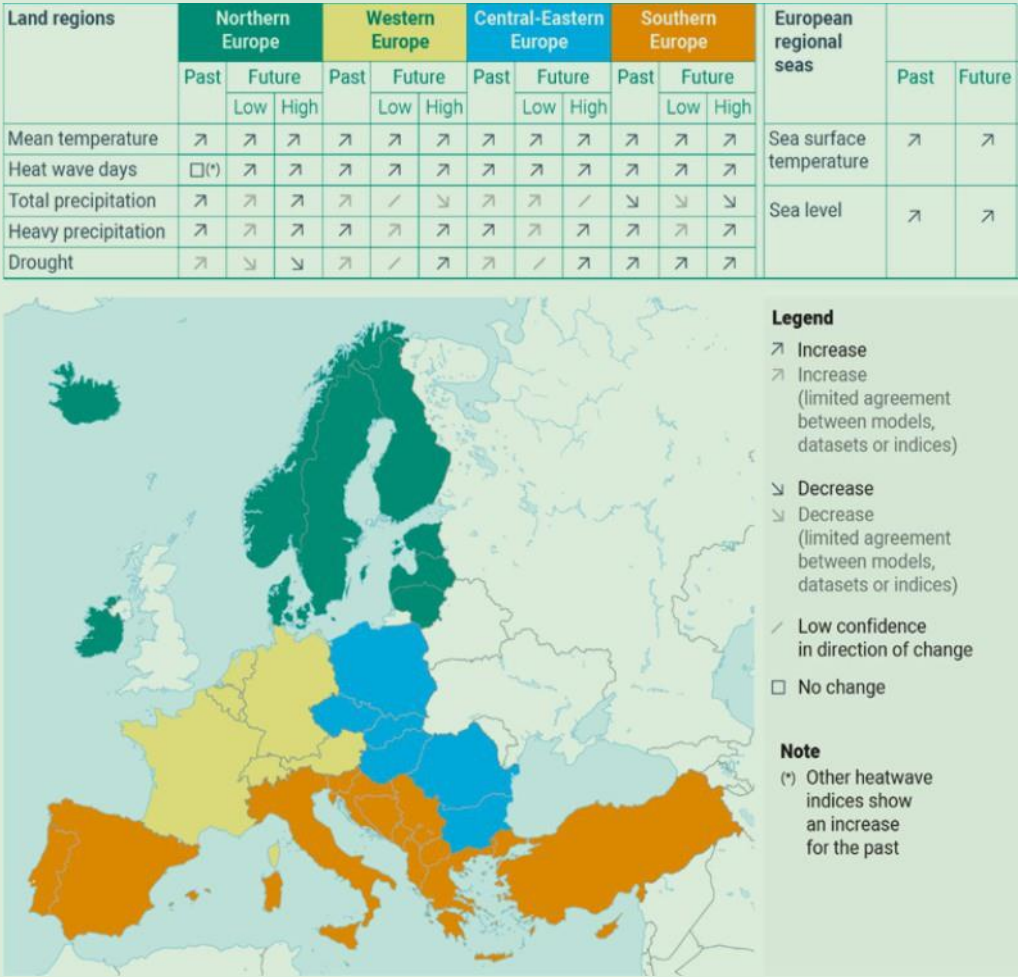 Land regions Northern Europe Western Europe Central-Eastern Europe Southern Europe European regional seas
Past Future Past Future Past Future Past Future Past Future
Low High Low High Low High Low High
Mean temperature ↗ ↗ ↗ ↗ ↗ ↗ ↗ ↗ ↗ ↗ ↗ ↗ Sea surface temperature ↗ ↗
Heat wave days □(*) ↗ ↗ ↗ ↗ ↗ ↗ ↗ ↗ ↗ ↗ ↗
Total precipitation ↗ ↗ ↗ ↗ ⁄ ↘ ↗ ↗ ⁄ ↘ ↘ ↘ Sea level ↗ ↗
Heavy precipitation ↗ ↗ ↗ ↗ ↗ ↗ ↗ ↗ ↗ ↗ ↗ ↗
Drought ↗ ↘ ↘ ↗ ⁄ ↗ ↗ ⁄ ↗ ↗ ↗ ↗
Legend
↗ Increase
↗ Increase
(limited agreement
between models,
datasets or indices)
↘ Decrease
↘ Decrease
(limited agreement
between models,
datasets or indices)
⁄ Low confidence
in direction of change
□ No change
Note
(*) Other heatwave
indices show
an increase
for the past